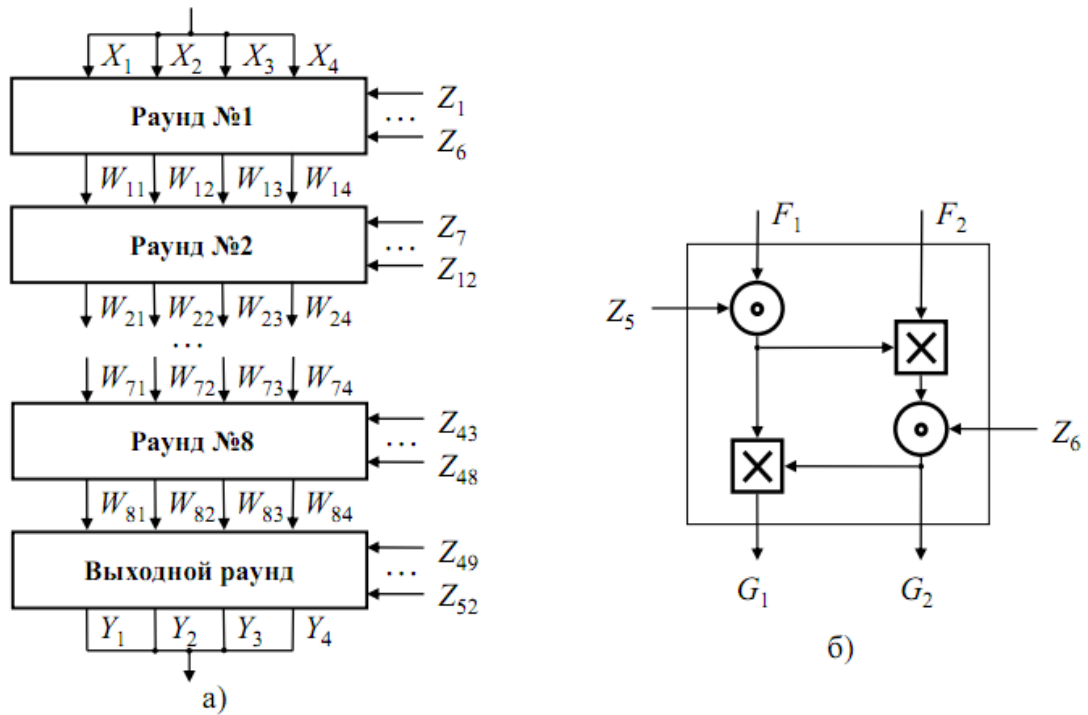 X1 X2 X3 X4
Раунд №1
Z1
...
Z6
W11 W12 W13 W14
Раунд №2
Z7
...
Z12
W21 W22 W23 W24
...
W71 W72 W73 W74
Раунд №8
Z43
...
Z48
W81 W82 W83 W84
Выходной раунд
Z49
...
Z52
Y1 Y2 Y3 Y4
а)
F1 F2
Z5
Z6
G1 G2
б)